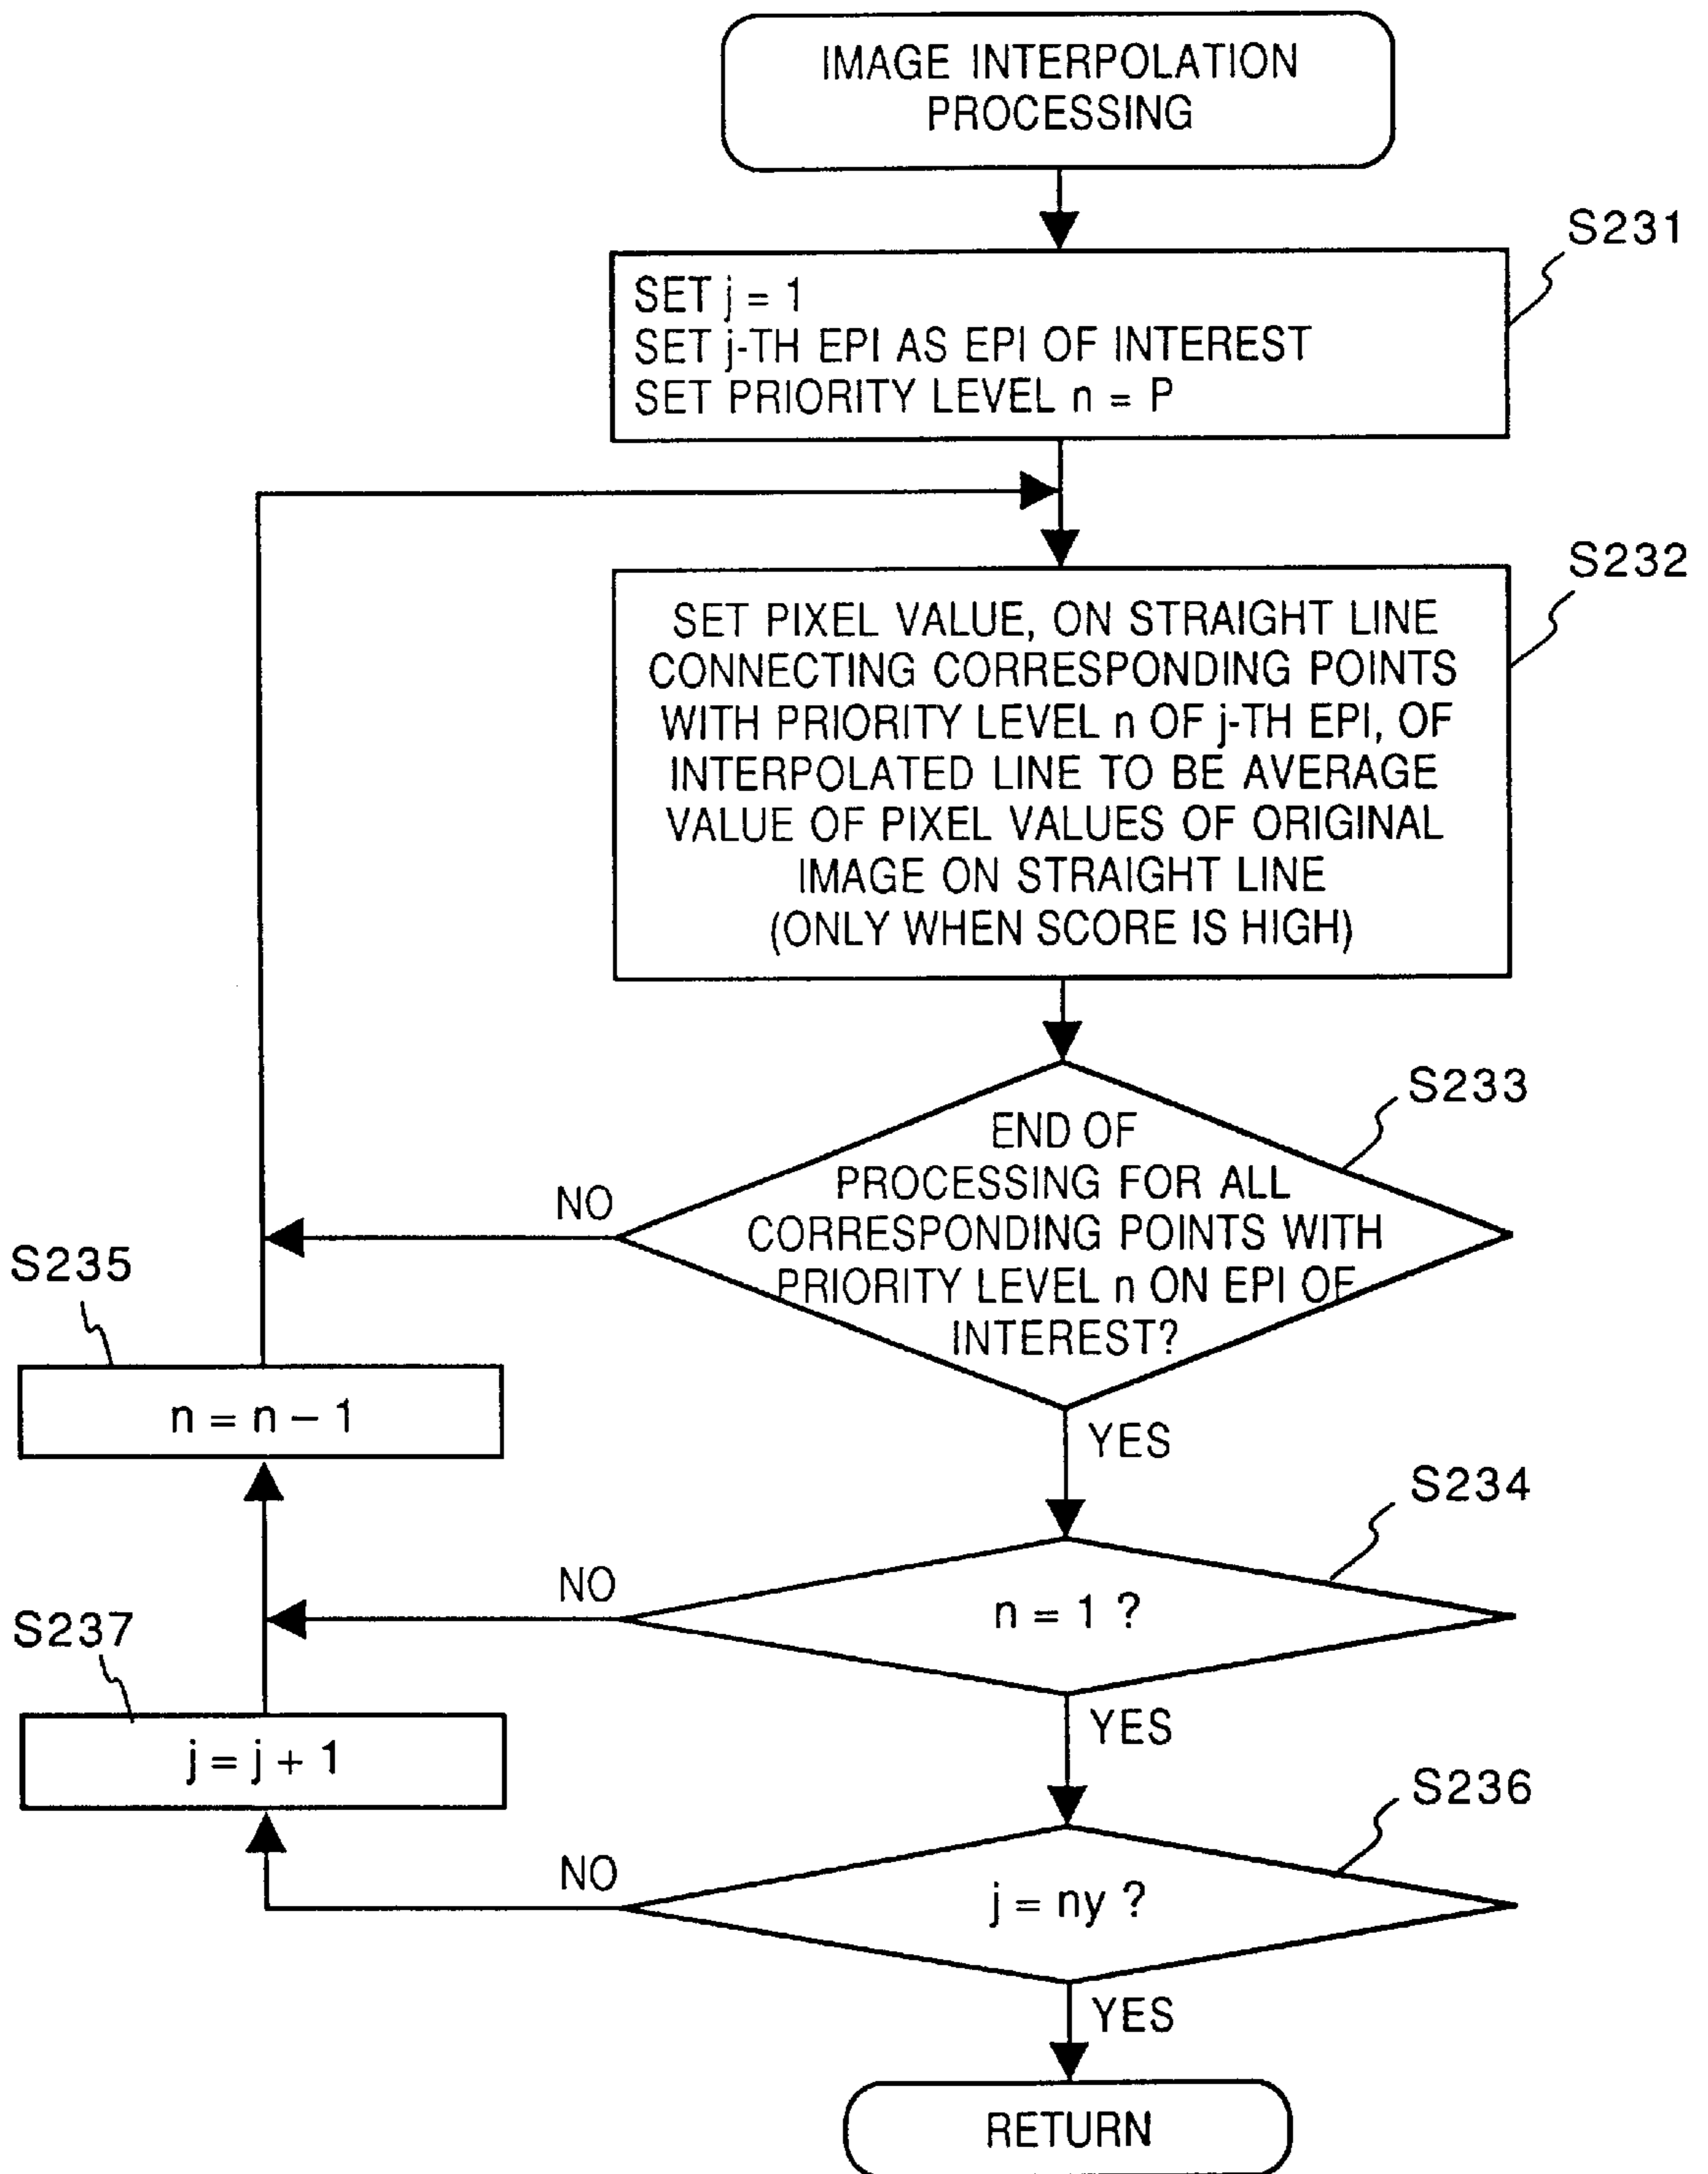 IMAGE INTERPOLATION
PROCESSING
S231
SET j = 1
SET j-TH EPI AS EPI OF INTEREST
SET PRIORITY LEVEL n = P
S232
SET PIXEL VALUE, ON STRAIGHT LINE
CONNECTING CORRESPONDING POINTS
WITH PRIORITY LEVEL n OF j-TH EPI, OF
INTERPOLATED LINE TO BE AVERAGE
VALUE OF PIXEL VALUES OF ORIGINAL
IMAGE ON STRAIGHT LINE
(ONLY WHEN SCORE IS HIGH)
S233
END OF
PROCESSING FOR ALL
CORRESPONDING POINTS WITH
PRIORITY LEVEL n ON EPI OF
INTEREST?
NO
S235
n = n – 1
YES
S234
n = 1 ?
NO
S237
j = j + 1
YES
S236
j = ny ?
NO
YES
RETURN